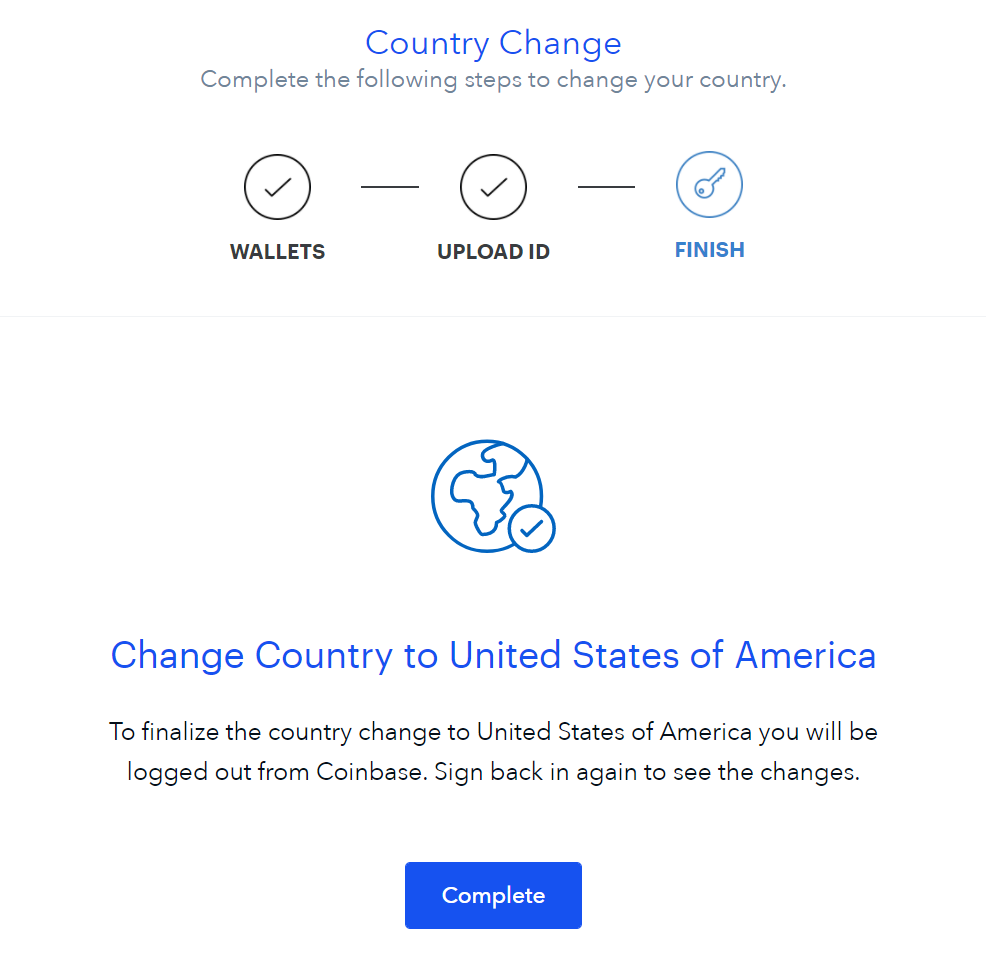 Country Change
Complete the following steps to change your country.
WALLETS
UPLOAD ID
FINISH
Change Country to United States of America
To finalize the country change to United States of America you will be
logged out from Coinbase. Sign back in again to see the changes.
Complete